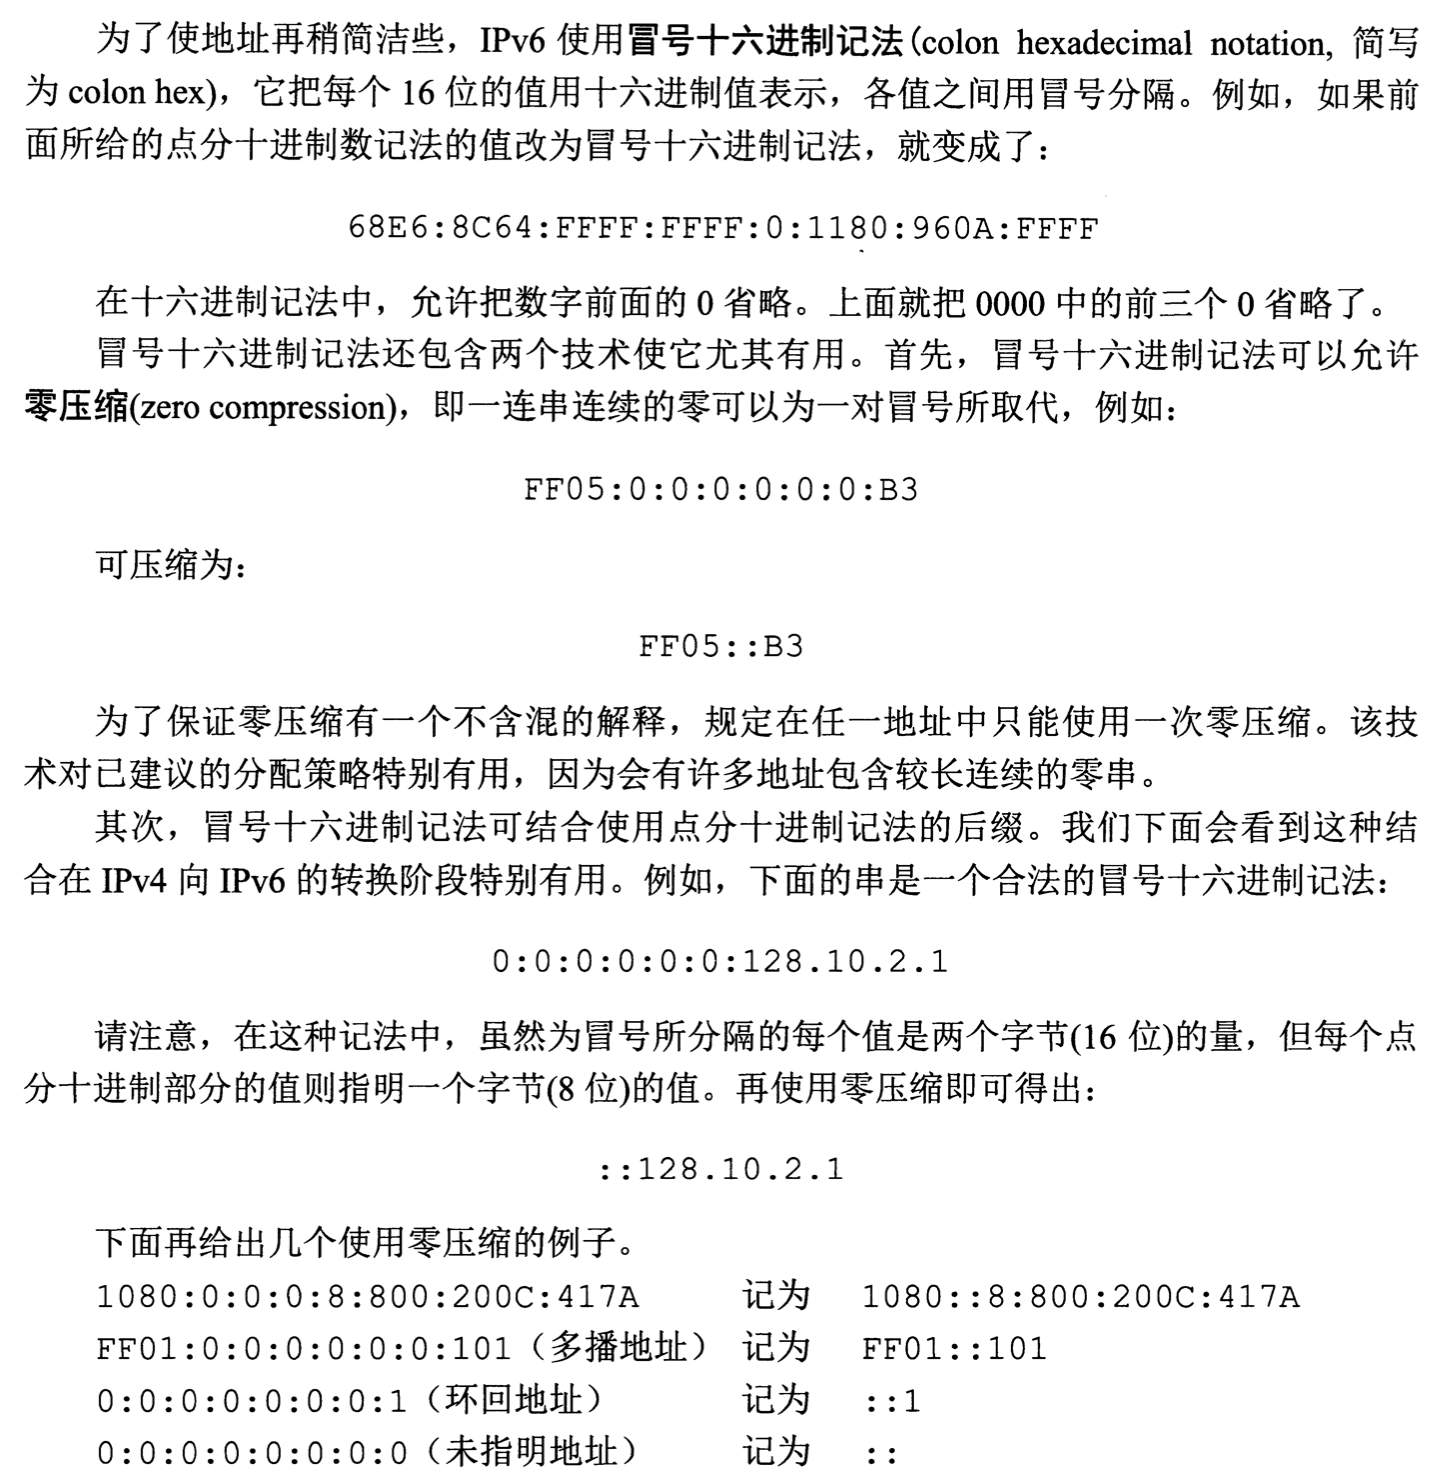 为了使地址再稍简洁些，IPv6 使用冒号十六进制记法(colon hexadecimal notation, 简写
为 colon hex)，它把每个 16 位的值用十六进制值表示，各值之间用冒号分隔。例如，如果前
面所给的点分十进制数记法的值改为冒号十六进制记法，就变成了：
68E6:8C64:FFFF:FFFF:0:1180:960A:FFFF
在十六进制记法中，允许把数字前面的 0 省略。上面就把 0000 中的前三个 0 省略了。
冒号十六进制记法还包含两个技术使它尤其有用。首先，冒号十六进制记法可以允许
零压缩(zero compression)，即一连串连续的零可以为一对冒号所取代，例如：
FF05:0:0:0:0:0:0:B3
可压缩为：
FF05::B3
为了保证零压缩有一个不含混的解释，规定在任一地址中只能使用一次零压缩。该技
术对已建议的分配策略特别有用，因为会有许多地址包含较长连续的零串。
其次，冒号十六进制记法可结合使用点分十进制记法的后缀。我们下面会看到这种结
合在 IPv4 向 IPv6 的转换阶段特别有用。例如，下面的串是一个合法的冒号十六进制记法：
0:0:0:0:0:0:128.10.2.1
请注意，在这种记法中，虽然为冒号所分隔的每个值是两个字节(16 位)的量，但每个点
分十进制部分的值则指明一个字节(8 位)的值。再使用零压缩即可得出：
::128.10.2.1
下面再给出几个使用零压缩的例子。
1080:0:0:0:8:800:200C:417A 记为 1080::8:800:200C:417A
FF01:0:0:0:0:0:0:101（多播地址） 记为 FF01::101
0:0:0:0:0:0:0:1（环回地址） 记为 ::1
0:0:0:0:0:0:0:0（未指明地址） 记为 ::